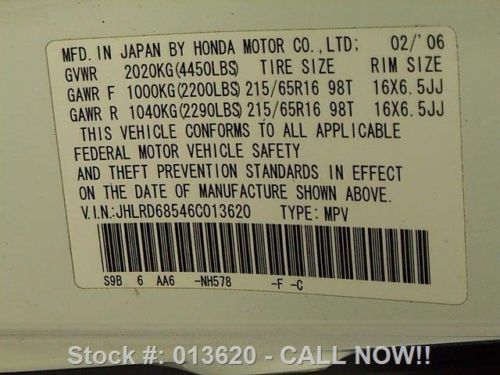 MFD. IN JAPAN BY HONDA MOTOR CO., LTD: 02/'06
GVWR 2020KG(4450LBS) TIRE SIZE RIM SIZE
GAWR F 1000KG(2200LBS) 215/65R16 98T 16X6.5JJ
GAWR R 1040KG(2290LBS) 215/65R16 98T 16X6.5JJ
THIS VEHICLE CONFORMS TO ALL APPLICABLE
FEDERAL MOTOR VEHICLE SAFETY
AND THEFT PREVENTION STANDARDS IN EFFECT
ON THE DATE OF MANUFACTURE SHOWN ABOVE.
V.I.N:JHLRD68546C013620 TYPE: MPV
S9B 6 AA6 -NH578 -F -C
Stock #: 013620 - CALL NOW!!